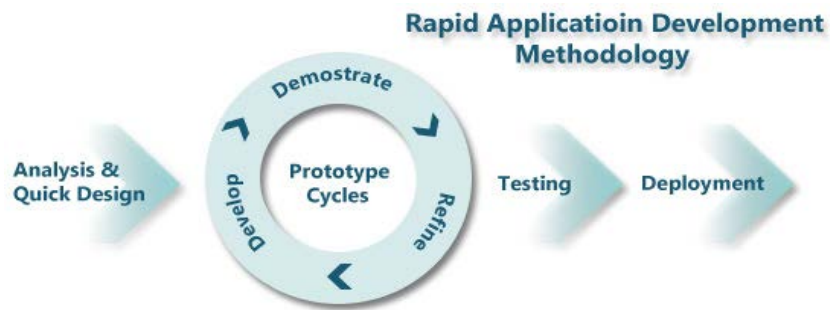 Rapid Applicatioin Development
Methodology
Analysis &
Quick Design
Demostrate
Refine
Develop
Prototype
Cycles
Testing
Deployment